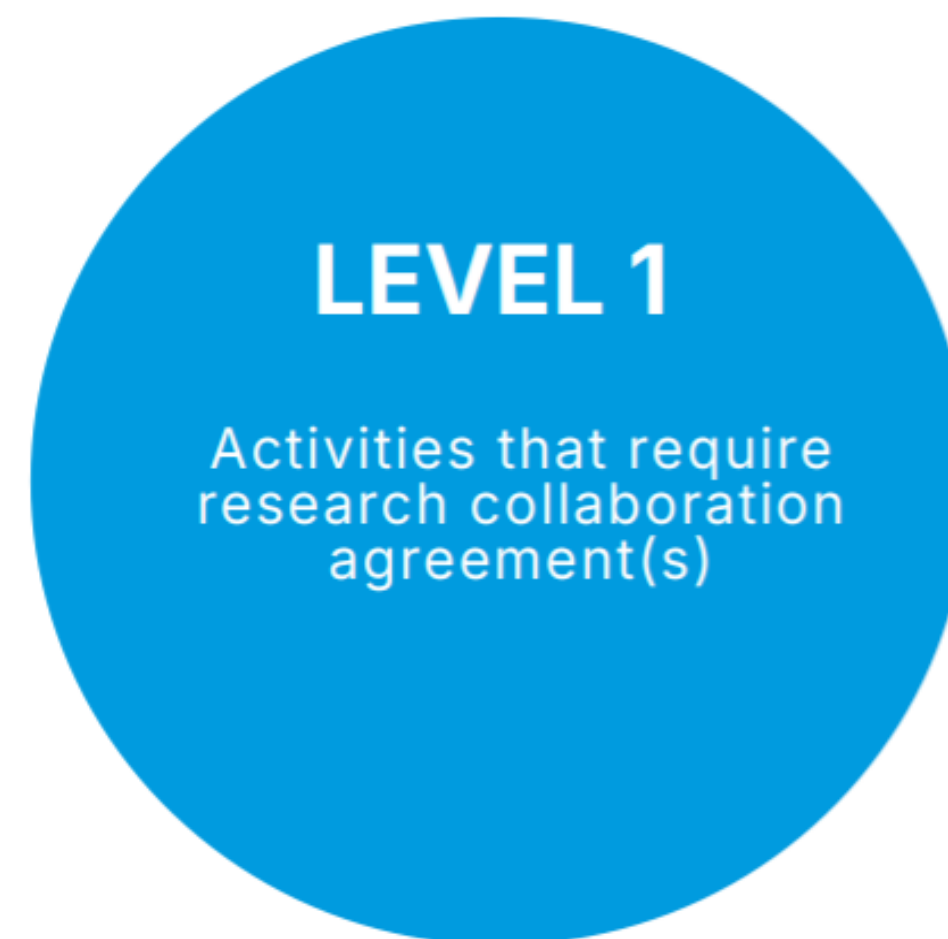 LEVEL 1
Activities that require
research collaboration
agreement(s)